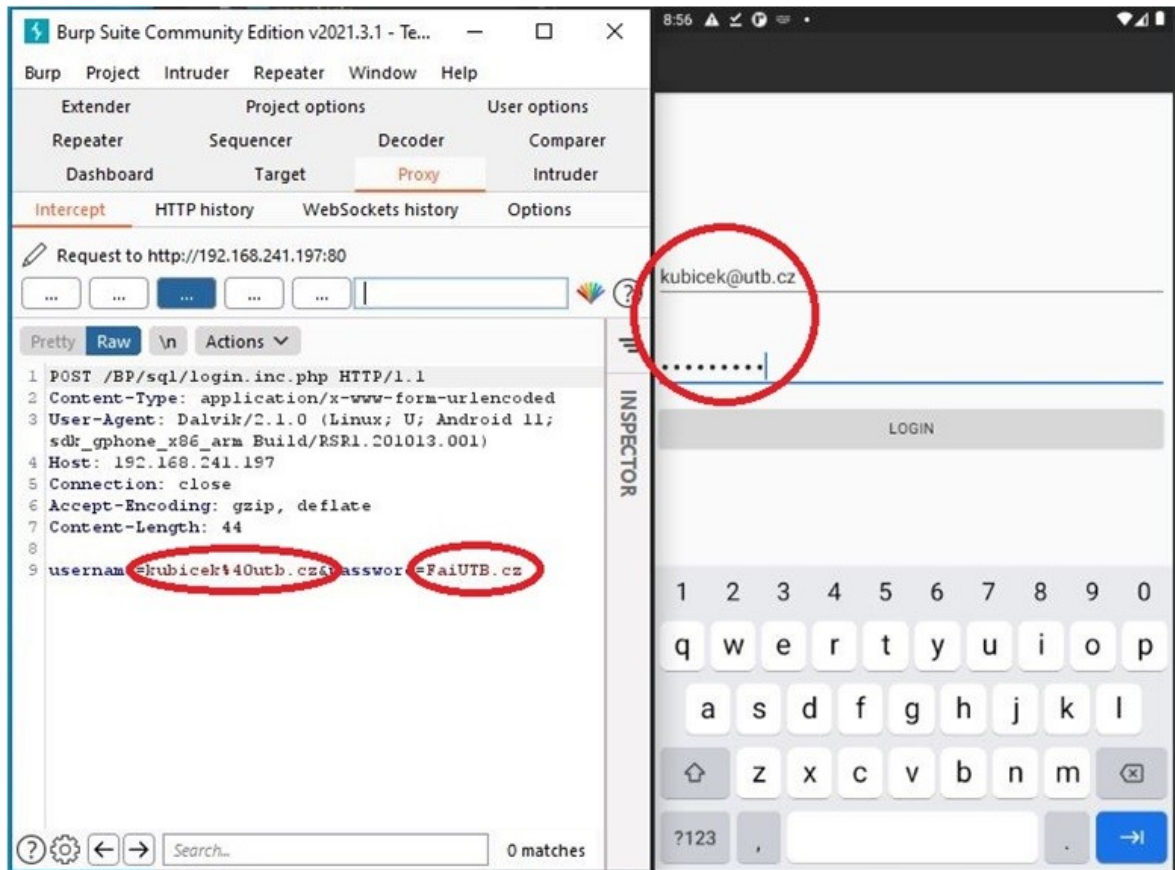 Burp Suite Community Edition v2021.3.1 - Te...
Burp Project Intruder Repeater Window Help
Extender Project options User options
Repeater Sequencer Decoder Comparer
Dashboard Target Proxy Intruder
Intercept HTTP history WebSockets history Options
Request to http://192.168.241.197:80
... ... ... ... ...
Pretty Raw \n Actions
1 POST /BP/sql/login.inc.php HTTP/1.1
2 Content-Type: application/x-www-form-urlencoded
3 User-Agent: Dalvik/2.1.0 (Linux; U; Android 11;
sdk_gphone_x86_arm Build/RSR1.201013.001)
4 Host: 192.168.241.197
5 Connection: close
6 Accept-Encoding: gzip, deflate
7 Content-Length: 44
8
9 username=kubicek%40utb.cz&password=FaiUTB.cz
INSPECTOR
Search...
0 matches
8:56
kubicek@utb.cz
•••••••••
LOGIN
1 2 3 4 5 6 7 8 9 0
q w e r t y u i o p
a s d f g h j k l
z x c v b n m
?123 , .